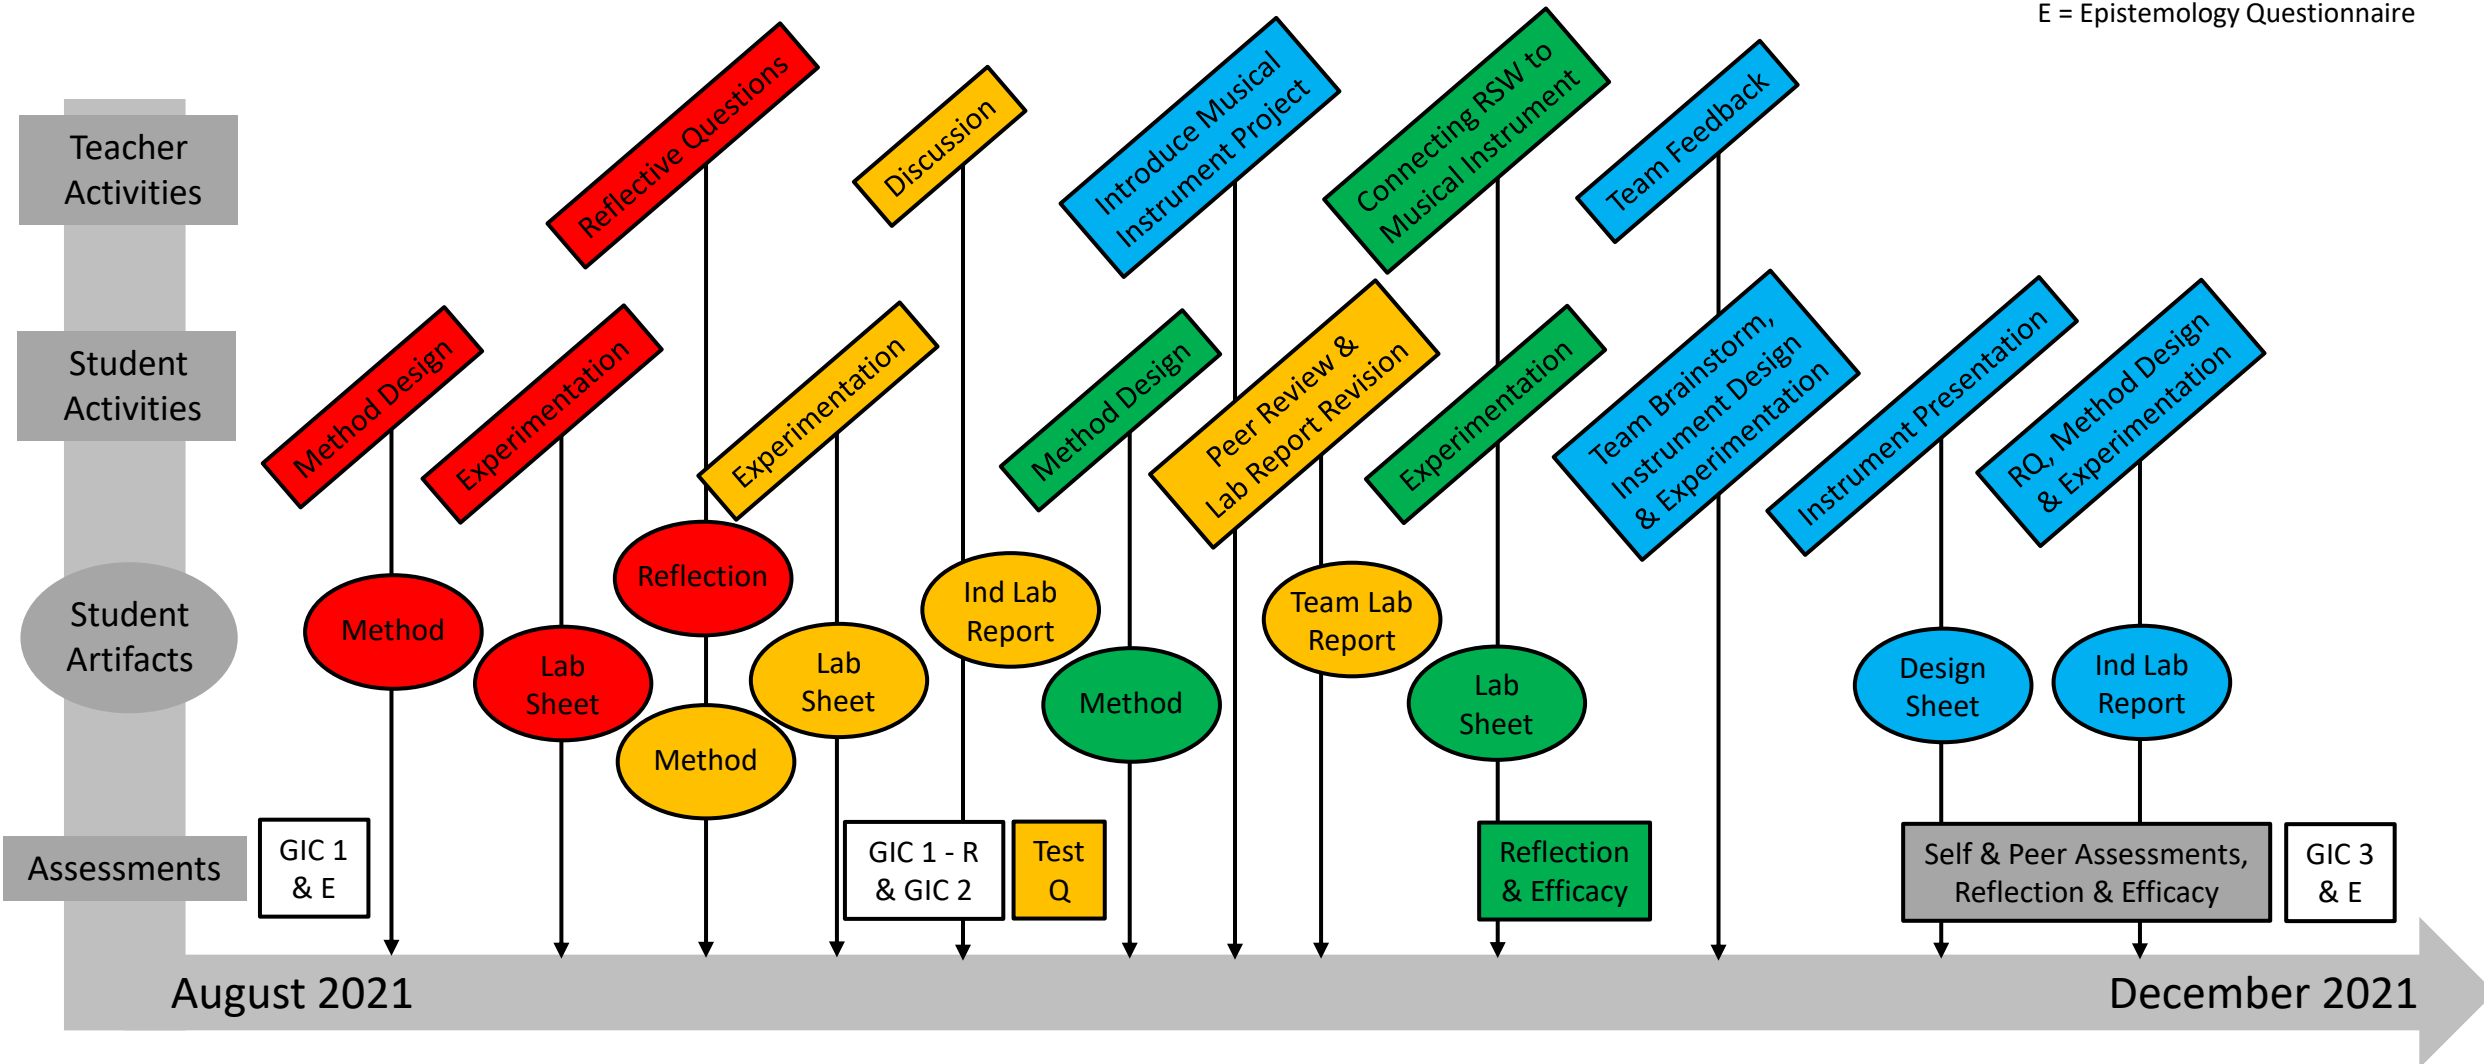 E = Epistemology Questionnaire
Teacher
Activities
Reflective Questions
Discussion
Introduce Musical
Instrument Project
Connecting RSW to
Musical Instrument
Team Feedback
Student
Activities
Method Design
Experimentation
Experimentation
Method Design
Peer Review &
Lab Report Revision
Experimentation
Team Brainstorm,
Instrument Design
& Experimentation
Instrument Presentation
RQ, Method Design
& Experimentation
Student
Artifacts
Method
Lab
Sheet
Reflection
Method
Lab
Sheet
Ind Lab
Report
Method
Team Lab
Report
Lab
Sheet
Design
Sheet
Ind Lab
Report
Assessments
GIC 1
& E
GIC 1 - R
& GIC 2
Test
Q
Reflection
& Efficacy
Self & Peer Assessments,
Reflection & Efficacy
GIC 3
& E
August 2021
December 2021